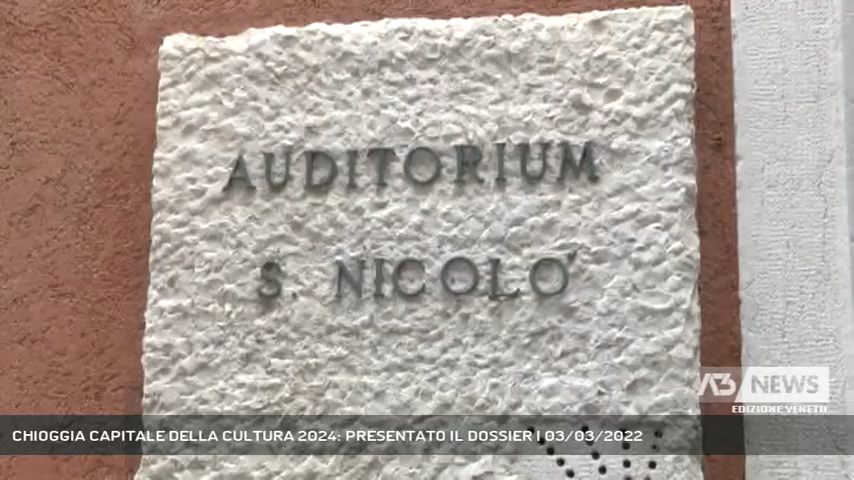 AUDITORIUM
S. NICOLO'
A3 NEWS
EDIZIONE VENETO
CHIOGGIA CAPITALE DELLA CULTURA 2024: PRESENTATO IL DOSSIER | 03/03/2022